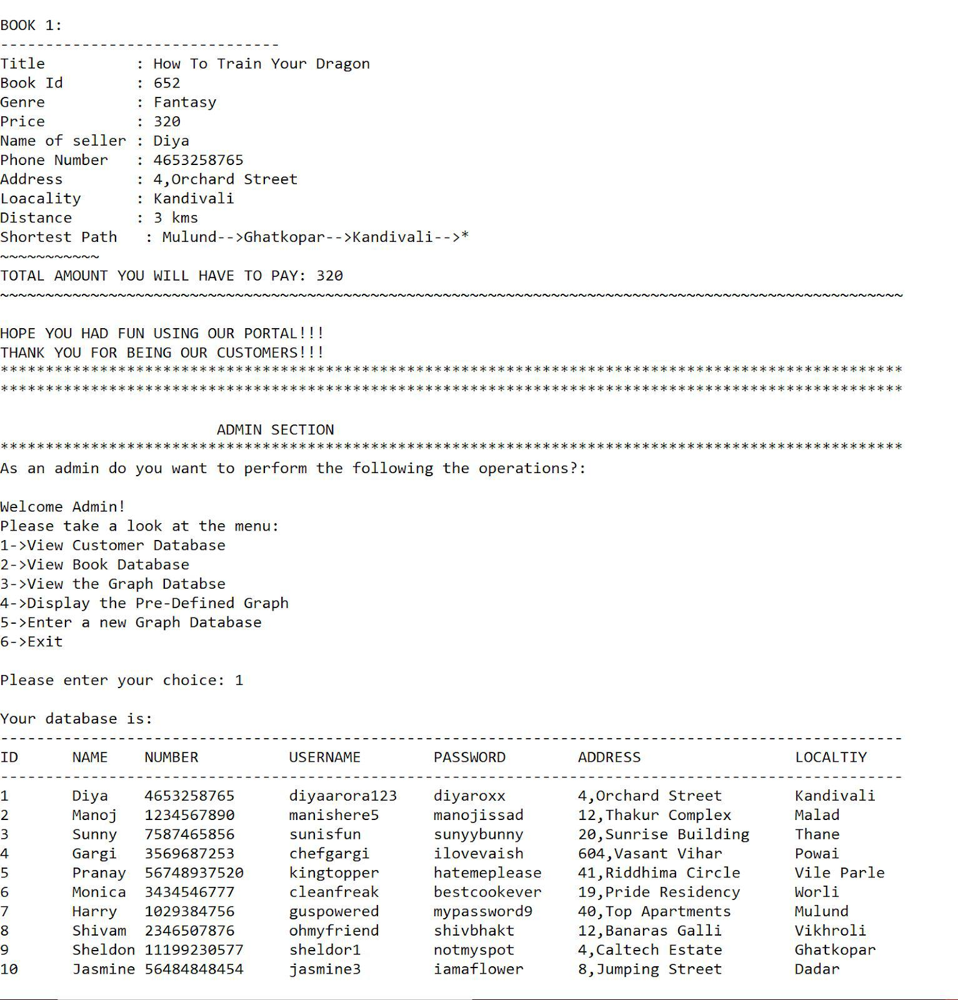 BOOK 1:
-------------------------------
Title          : How To Train Your Dragon
Book Id        : 652
Genre          : Fantasy
Price          : 320
Name of seller : Diya
Phone Number   : 4653258765
Address        : 4,Orchard Street
Loacality      : Kandivali
Distance       : 3 kms
Shortest Path   : Mulund-->Ghatkopar-->Kandivali-->*
~~~~~~~~~~~
TOTAL AMOUNT YOU WILL HAVE TO PAY: 320
~~~~~~~~~~~~~~~~~~~~~~~~~~~~~~~~~~~~~~~~~~~~~~~~~~~~~~~~~~~~~~~~~~~~~~~~~~~~~~~~~~~~~~~~~~~~~~~~~~~~
HOPE YOU HAD FUN USING OUR PORTAL!!!
THANK YOU FOR BEING OUR CUSTOMERS!!!
****************************************************************************************************
****************************************************************************************************
ADMIN SECTION
****************************************************************************************************
As an admin do you want to perform the following the operations?:
Welcome Admin!
Please take a look at the menu:
1->View Customer Database
2->View Book Database
3->View the Graph Databse
4->Display the Pre-Defined Graph
5->Enter a new Graph Database
6->Exit
Please enter your choice: 1
Your database is:
----------------------------------------------------------------------------------------------------
ID      NAME    NUMBER          USERNAME        PASSWORD        ADDRESS                 LOCALTIY
----------------------------------------------------------------------------------------------------
1       Diya    4653258765      diyaarora123    diyaroxx        4,Orchard Street        Kandivali
2       Manoj   1234567890      manishere5      manojissad      12,Thakur Complex       Malad
3       Sunny   7587465856      sunisfun        sunyybunny      20,Sunrise Building     Thane
4       Gargi   3569687253      chefgargi       ilovevaish      604,Vasant Vihar        Powai
5       Pranay  56748937520     kingtopper      hatemeplease    41,Riddhima Circle      Vile Parle
6       Monica  3434546777      cleanfreak      bestcookever    19,Pride Residency      Worli
7       Harry   1029384756      guspowered      mypassword9     40,Top Apartments       Mulund
8       Shivam  2346507876      ohmyfriend      shivbhakt       12,Banaras Galli        Vikhroli
9       Sheldon 11199230577     sheldor1        notmyspot       4,Caltech Estate        Ghatkopar
10      Jasmine 56484848454     jasmine3        iamaflower      8,Jumping Street        Dadar